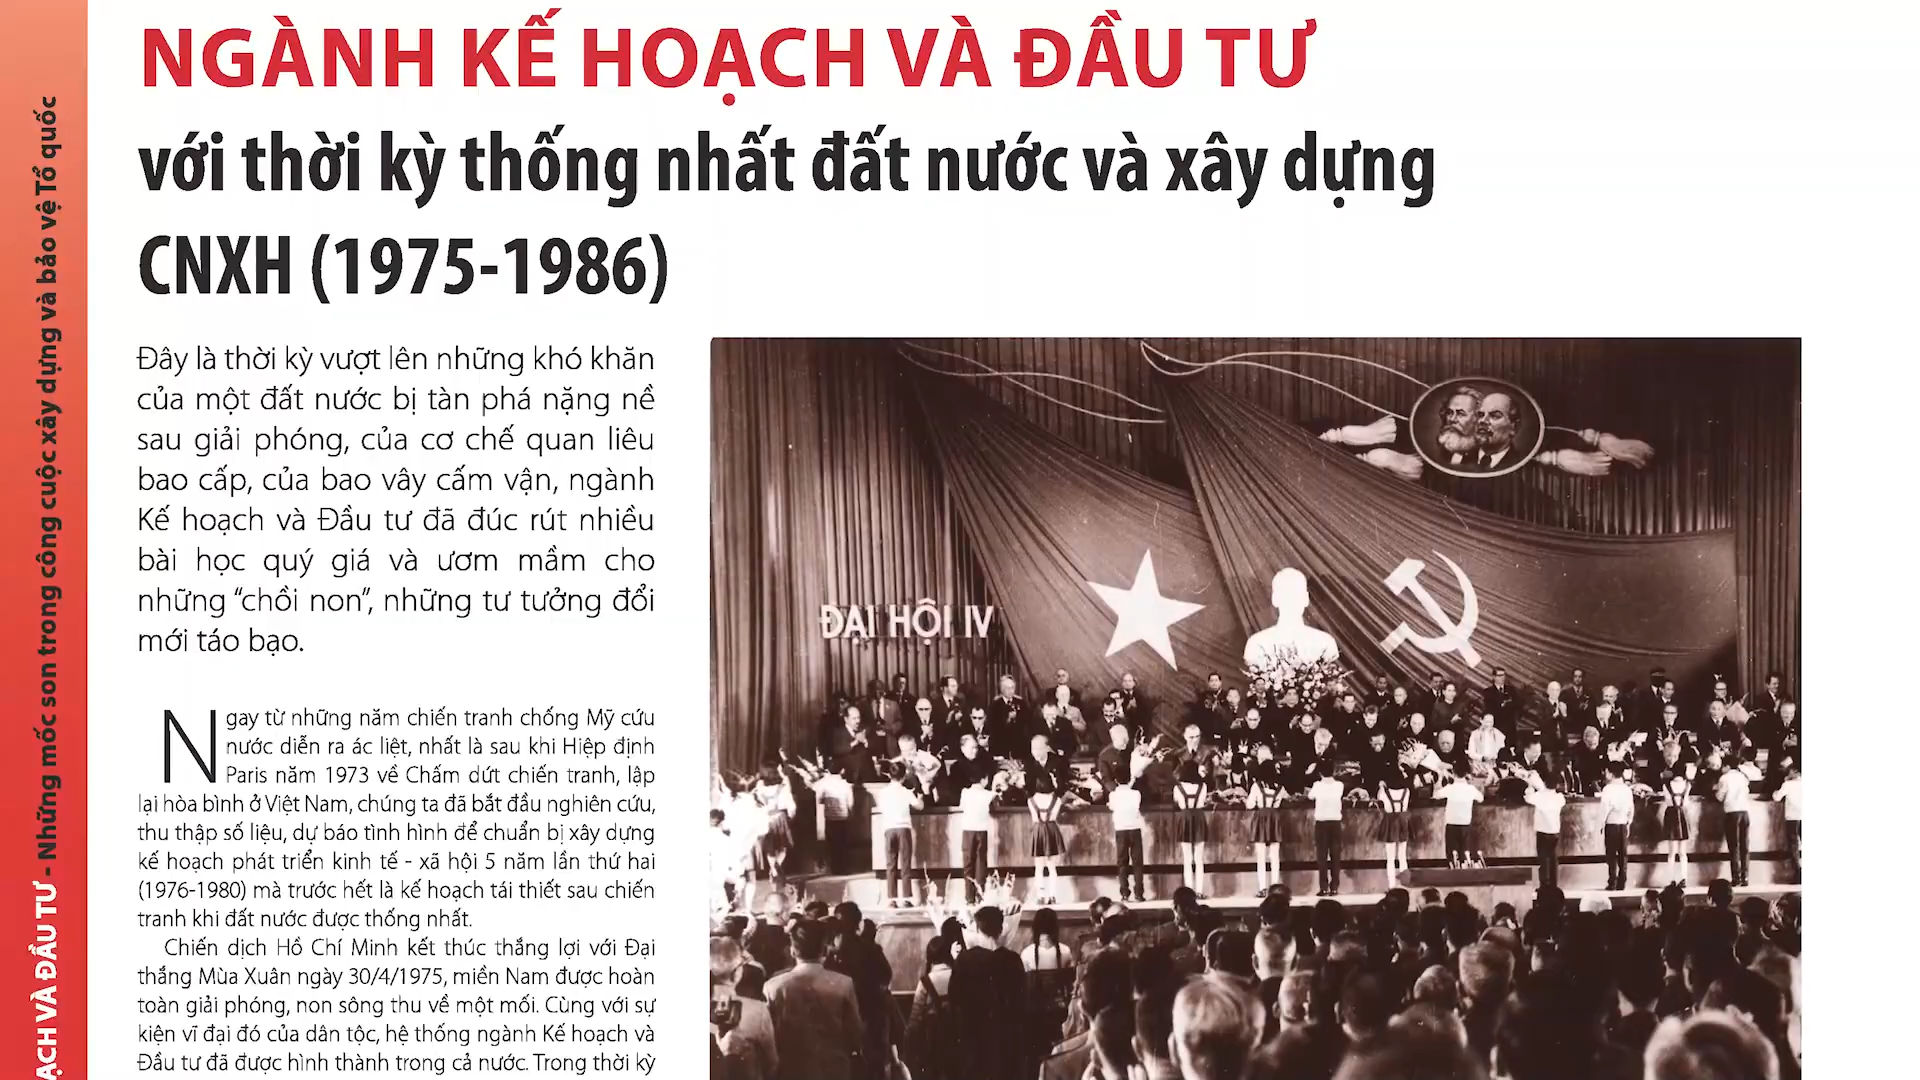 NGÀNH KẾ HOẠCH VÀ ĐẦU TƯ
với thời kỳ thống nhất đất nước và xây dựng
CNXH (1975-1986)
Đây là thời kỳ vượt lên những khó khăn
của một đất nước bị tàn phá nặng nề
sau giải phóng, của cơ chế quan liêu
bao cấp, của bao vây cấm vận, ngành
Kế hoạch và Đầu tư đã đúc rút nhiều
bài học quý giá và ươm mầm cho
những “chồi non”, những tư tưởng đổi
mới táo bạo.
Ngay từ những năm chiến tranh chống Mỹ cứu
nước diễn ra ác liệt, nhất là sau khi Hiệp định
Paris năm 1973 về Chấm dứt chiến tranh, lập
lại hòa bình ở Việt Nam, chúng ta đã bắt đầu nghiên cứu,
thu thập số liệu, dự báo tình hình để chuẩn bị xây dựng
kế hoạch phát triển kinh tế - xã hội 5 năm lần thứ hai
(1976-1980) mà trước hết là kế hoạch tái thiết sau chiến
tranh khi đất nước được thống nhất.
Chiến dịch Hồ Chí Minh kết thúc thắng lợi với Đại
thắng Mùa Xuân ngày 30/4/1975, miền Nam được hoàn
toàn giải phóng, non sông thu về một mối. Cùng với sự
kiện vĩ đại đó của dân tộc, hệ thống ngành Kế hoạch và
Đầu tư đã được hình thành trong cả nước. Trong thời kỳ
ĐẠI HỘI IV
ẠCH VÀ ĐẦU TƯ - Những mốc son trong công cuộc xây dựng và bảo vệ Tổ quốc